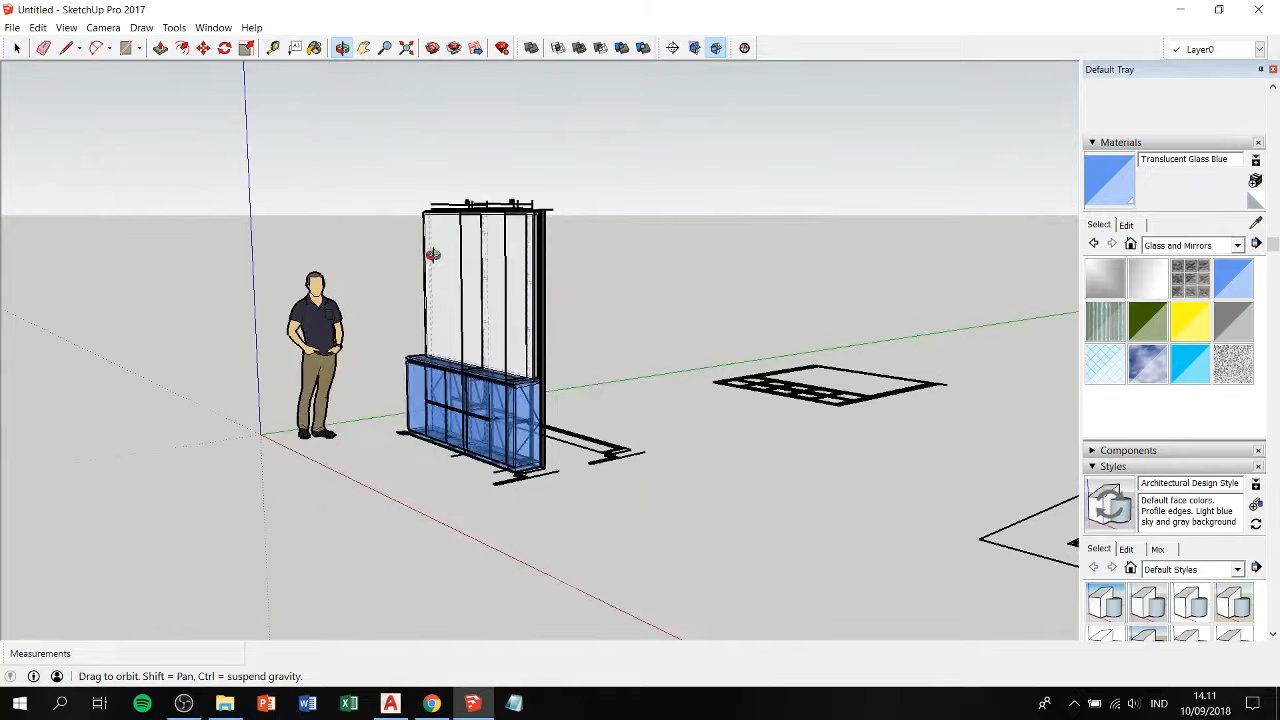 Untitled - SketchUp Pro 2017
File Edit View Camera Draw Tools Window Help
Layer0
Default Tray
Materials
Translucent Glass Blue
Select Edit
Glass and Mirrors
Components
Styles
Architectural Design Style
Default face colors.
Profile edges. Light blue
sky and gray background
Select Edit Mix
Default Styles
Measurements
Drag to orbit. Shift = Pan, Ctrl = suspend gravity.
IND
14.11
10/09/2018